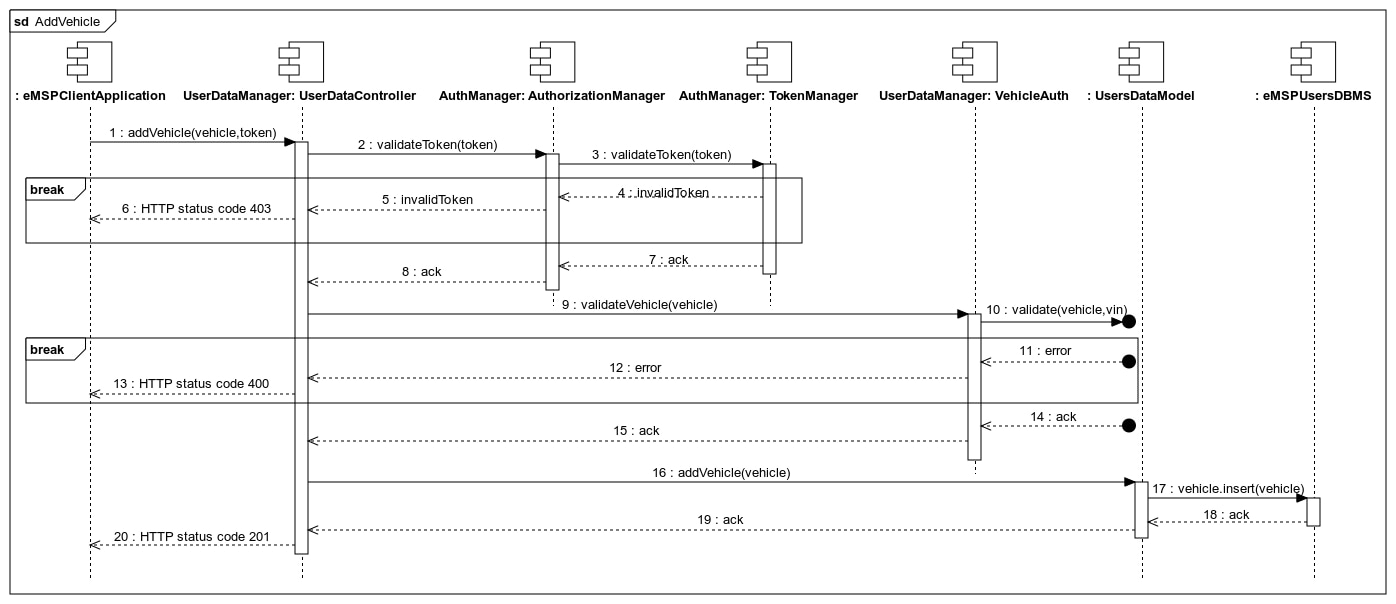 sd AddVehicle
: eMSPClientApplication
UserDataManager: UserDataController
AuthManager: AuthorizationManager
AuthManager: TokenManager
UserDataManager: VehicleAuth
: UsersDataModel
: eMSPUsersDBMS
1 : addVehicle(vehicle,token)
2 : validateToken(token)
3 : validateToken(token)
break
4 : invalidToken
5 : invalidToken
6 : HTTP status code 403
7 : ack
8 : ack
9 : validateVehicle(vehicle)
10 : validate(vehicle,vin)
break
11 : error
12 : error
13 : HTTP status code 400
14 : ack
15 : ack
16 : addVehicle(vehicle)
17 : vehicle.insert(vehicle)
18 : ack
19 : ack
20 : HTTP status code 201